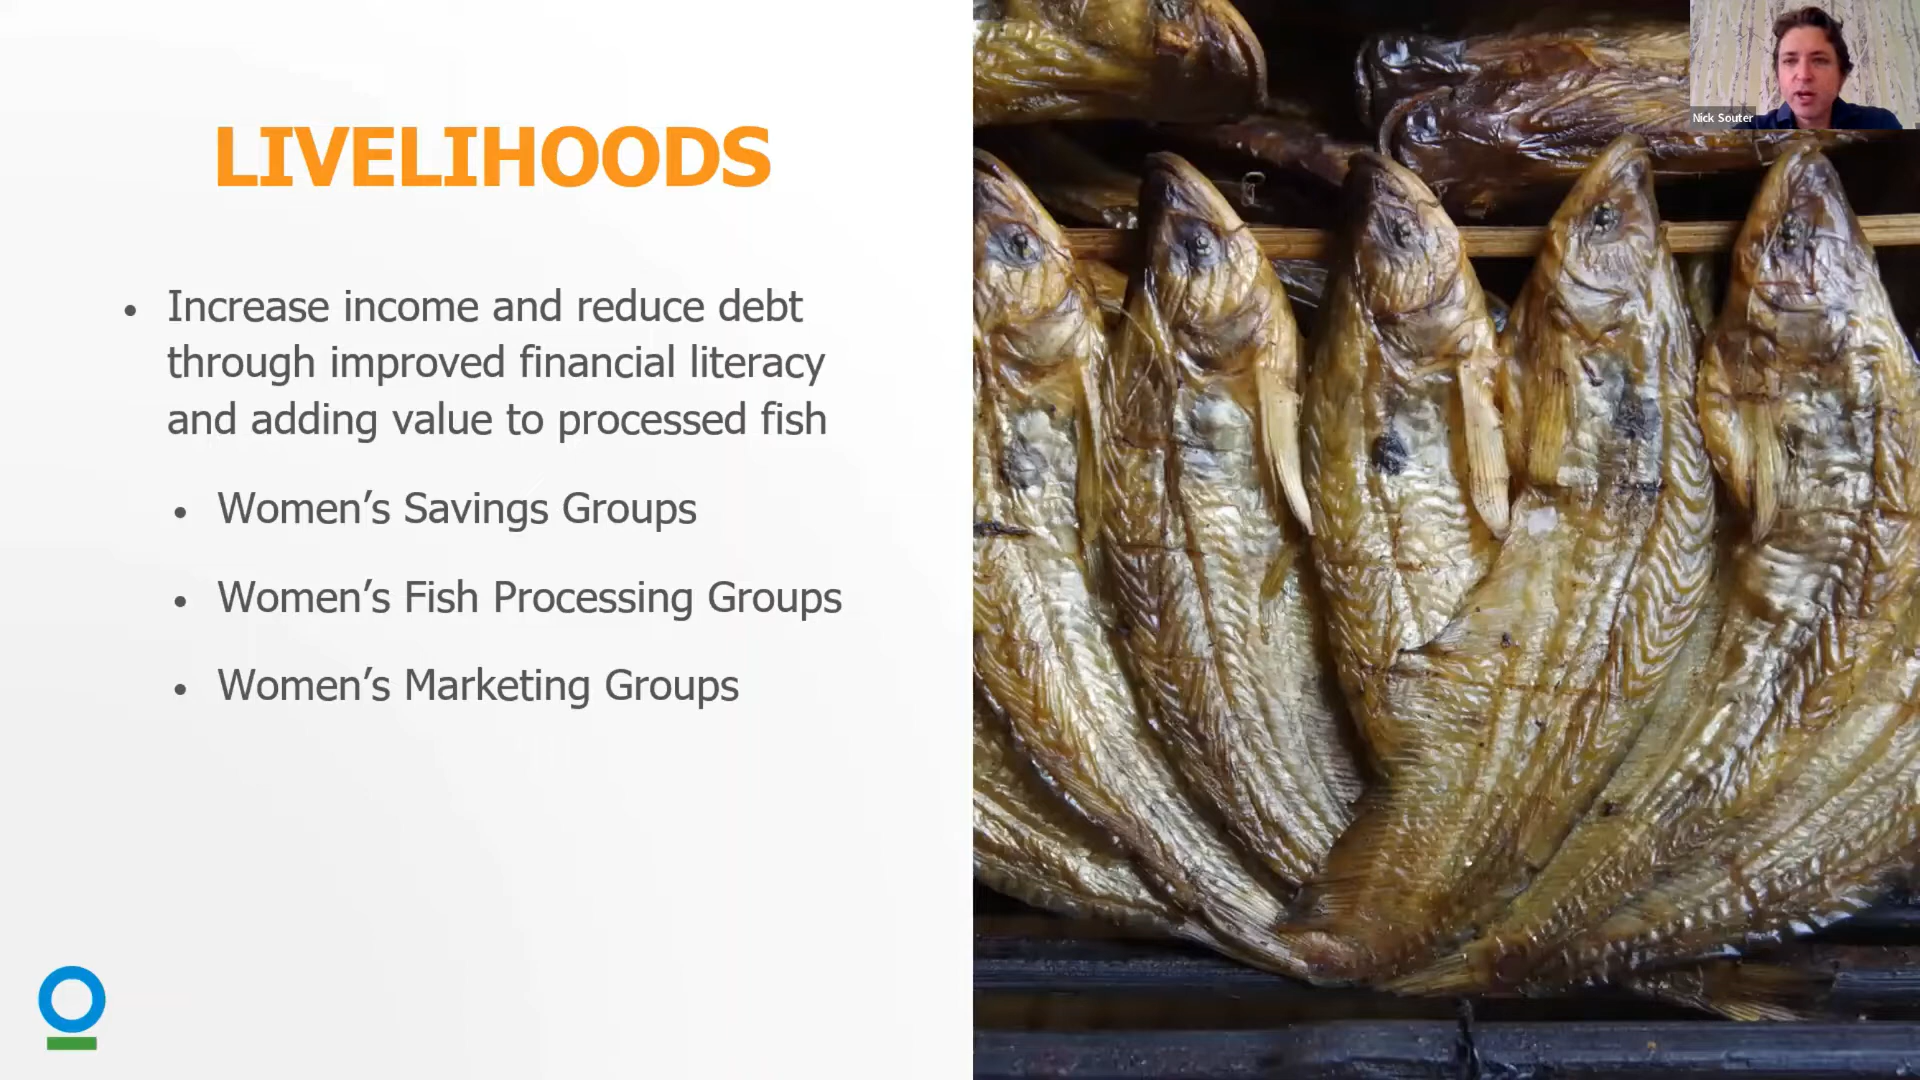 LIVELIHOODS
• Increase income and reduce debt
through improved financial literacy
and adding value to processed fish
• Women’s Savings Groups
• Women’s Fish Processing Groups
• Women’s Marketing Groups
Nick Souter